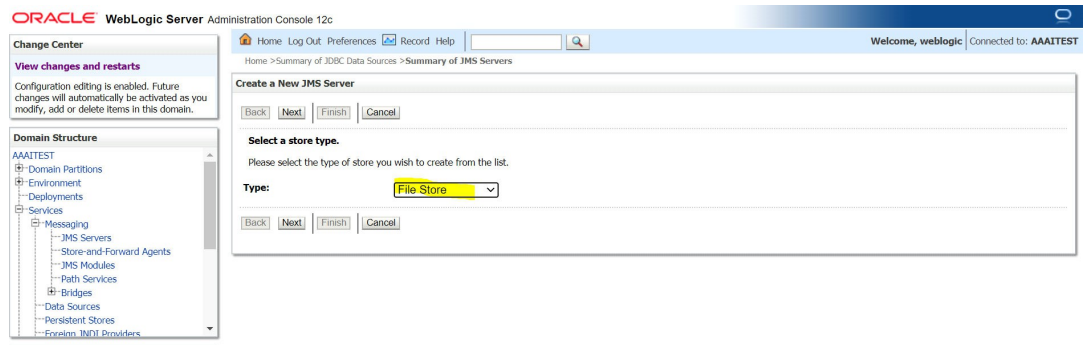 ORACLE WebLogic Server Administration Console 12c
Change Center
View changes and restarts
Configuration editing is enabled. Future
changes will automatically be activated as you
modify, add or delete items in this domain.
Domain Structure
AAAITEST
Domain Partitions
Environment
Deployments
Services
Messaging
JMS Servers
Store-and-Forward Agents
JMS Modules
Path Services
Bridges
Data Sources
Persistent Stores
Foreign JNDI Providers
Home Log Out Preferences Record Help
Welcome, weblogic Connected to: AAAITEST
Home >Summary of JDBC Data Sources >Summary of JMS Servers
Create a New JMS Server
Back Next Finish Cancel
Select a store type.
Please select the type of store you wish to create from the list.
Type: File Store
Back Next Finish Cancel